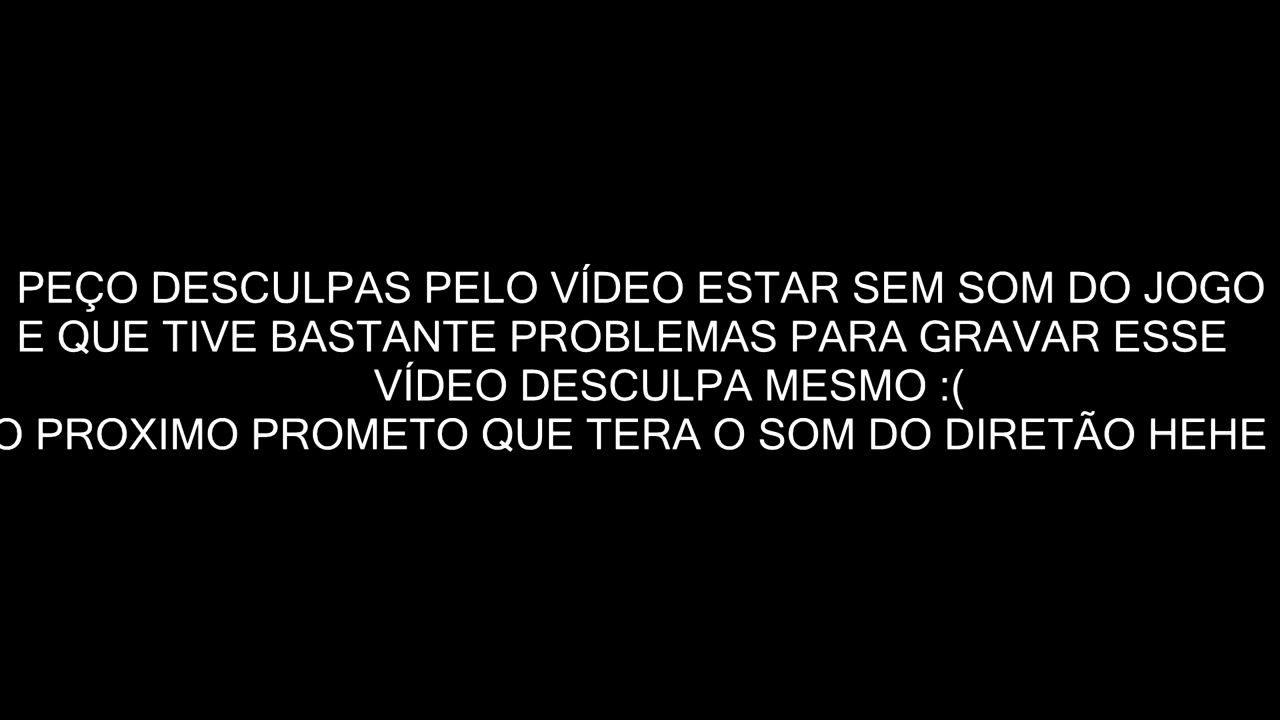 PEÇO DESCULPAS PELO VÍDEO ESTAR SEM SOM DO JOGO
E QUE TIVE BASTANTE PROBLEMAS PARA GRAVAR ESSE
VÍDEO DESCULPA MESMO :(
O PROXIMO PROMETO QUE TERA O SOM DO DIRETÃO HEHE